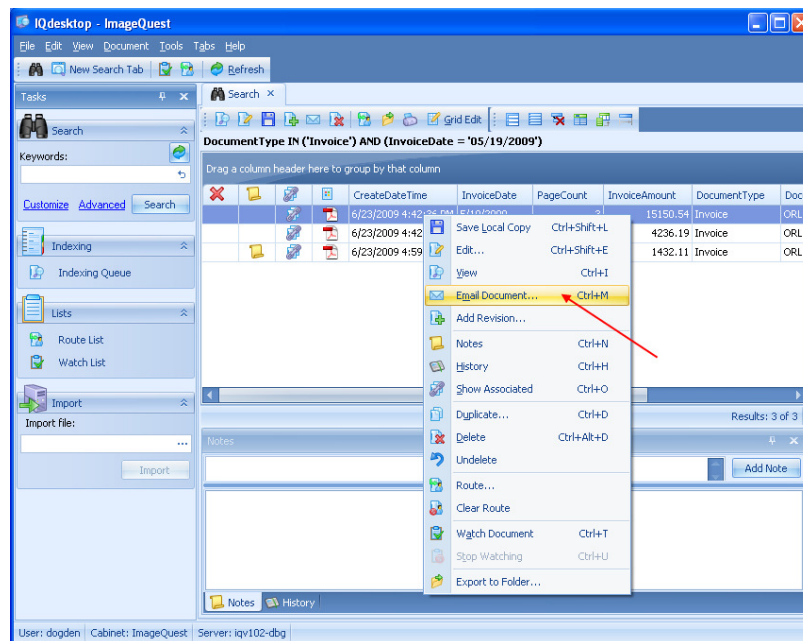 IQdesktop - ImageQuest
File Edit View Document Tools Tabs Help
New Search Tab Refresh
Tasks
Search
Keywords:
Customize Advanced Search
Indexing
Indexing Queue
Lists
Route List
Watch List
Import
Import file:
...
Import
Search ×
Grid Edit
DocumentType IN ('Invoice') AND (InvoiceDate = '05/19/2009')
Drag a column header here to group by that column
CreateDateTime InvoiceDate PageCount InvoiceAmount DocumentType Doc
6/23/2009 4:42:26 PM 5/19/2009 15150.54 Invoice ORL
6/23/2009 4:42 4236.19 Invoice ORL
6/23/2009 4:59 1432.11 Invoice ORL
Save Local Copy Ctrl+Shift+L
Edit... Ctrl+Shift+E
View Ctrl+I
Email Document... Ctrl+M
Add Revision...
Notes Ctrl+N
History Ctrl+H
Show Associated Ctrl+O
Duplicate... Ctrl+D
Delete Ctrl+Alt+D
Undelete
Route...
Clear Route
Watch Document Ctrl+T
Stop Watching Ctrl+U
Export to Folder...
Results: 3 of 3
Notes
Add Note
Notes History
User: dogden Cabinet: ImageQuest Server: iqv102-dbg